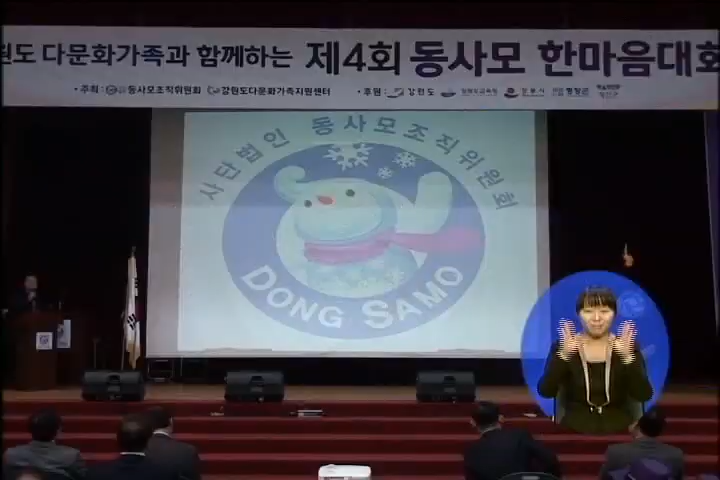 원도 다문화가족과 함께하는 제4회 동사모 한마음대회
•주최: 동사모조직위원회 강원도다문화가족지원센터 •후원: 강원도
사단법인 동사모조직위원회
DONG SAMO